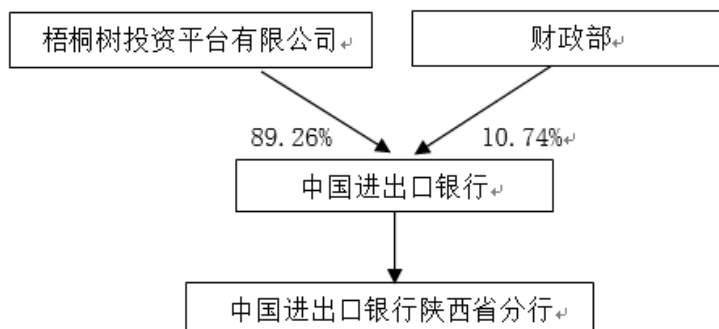 梧桐树投资平台有限公司
财政部
89.26%
10.74%
中国进出口银行
中国进出口银行陕西省分行